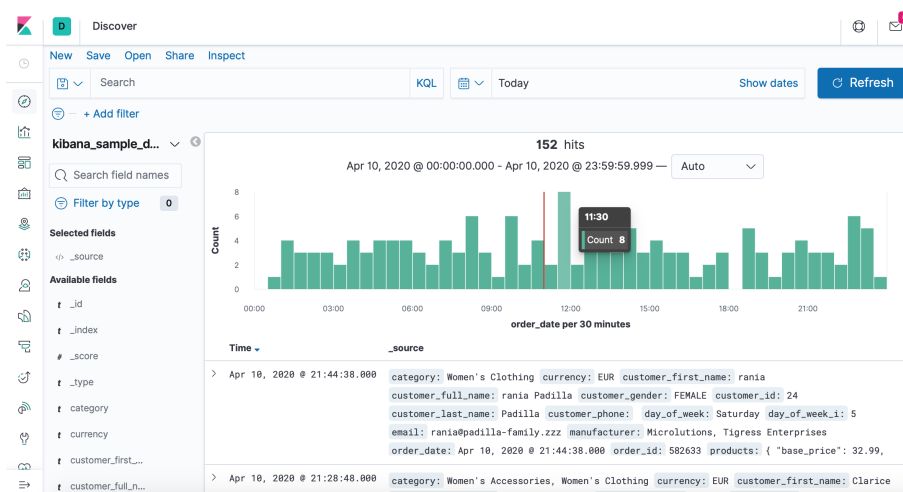 D Discover
New Save Open Share Inspect
Search KQL Today Show dates Refresh
+ Add filter
kibana_sample_d...
Search field names
Filter by type 0
Selected fields
</> _source
Available fields
t _id
t _index
# _score
t _type
t category
t currency
t customer_first_...
t customer_full_n...
152 hits
Apr 10, 2020 @ 00:00:00.000 - Apr 10, 2020 @ 23:59:59.999 — Auto
Count
8
6
4
2
0
11:30
Count 8
00:00 03:00 06:00 09:00 12:00 15:00 18:00 21:00
order_date per 30 minutes
Time _source
Apr 10, 2020 @ 21:44:38.000 category: Women's Clothing currency: EUR customer_first_name: rania
customer_full_name: rania Padilla customer_gender: FEMALE customer_id: 24
customer_last_name: Padilla customer_phone: day_of_week: Saturday day_of_week_i: 5
email: rania@padilla-family.zzz manufacturer: Microlutions, Tigress Enterprises
order_date: Apr 10, 2020 @ 21:44:38.000 order_id: 582633 products: { "base_price": 32.99,
Apr 10, 2020 @ 21:28:48.000 category: Women's Accessories, Women's Clothing currency: EUR customer_first_name: Clarice